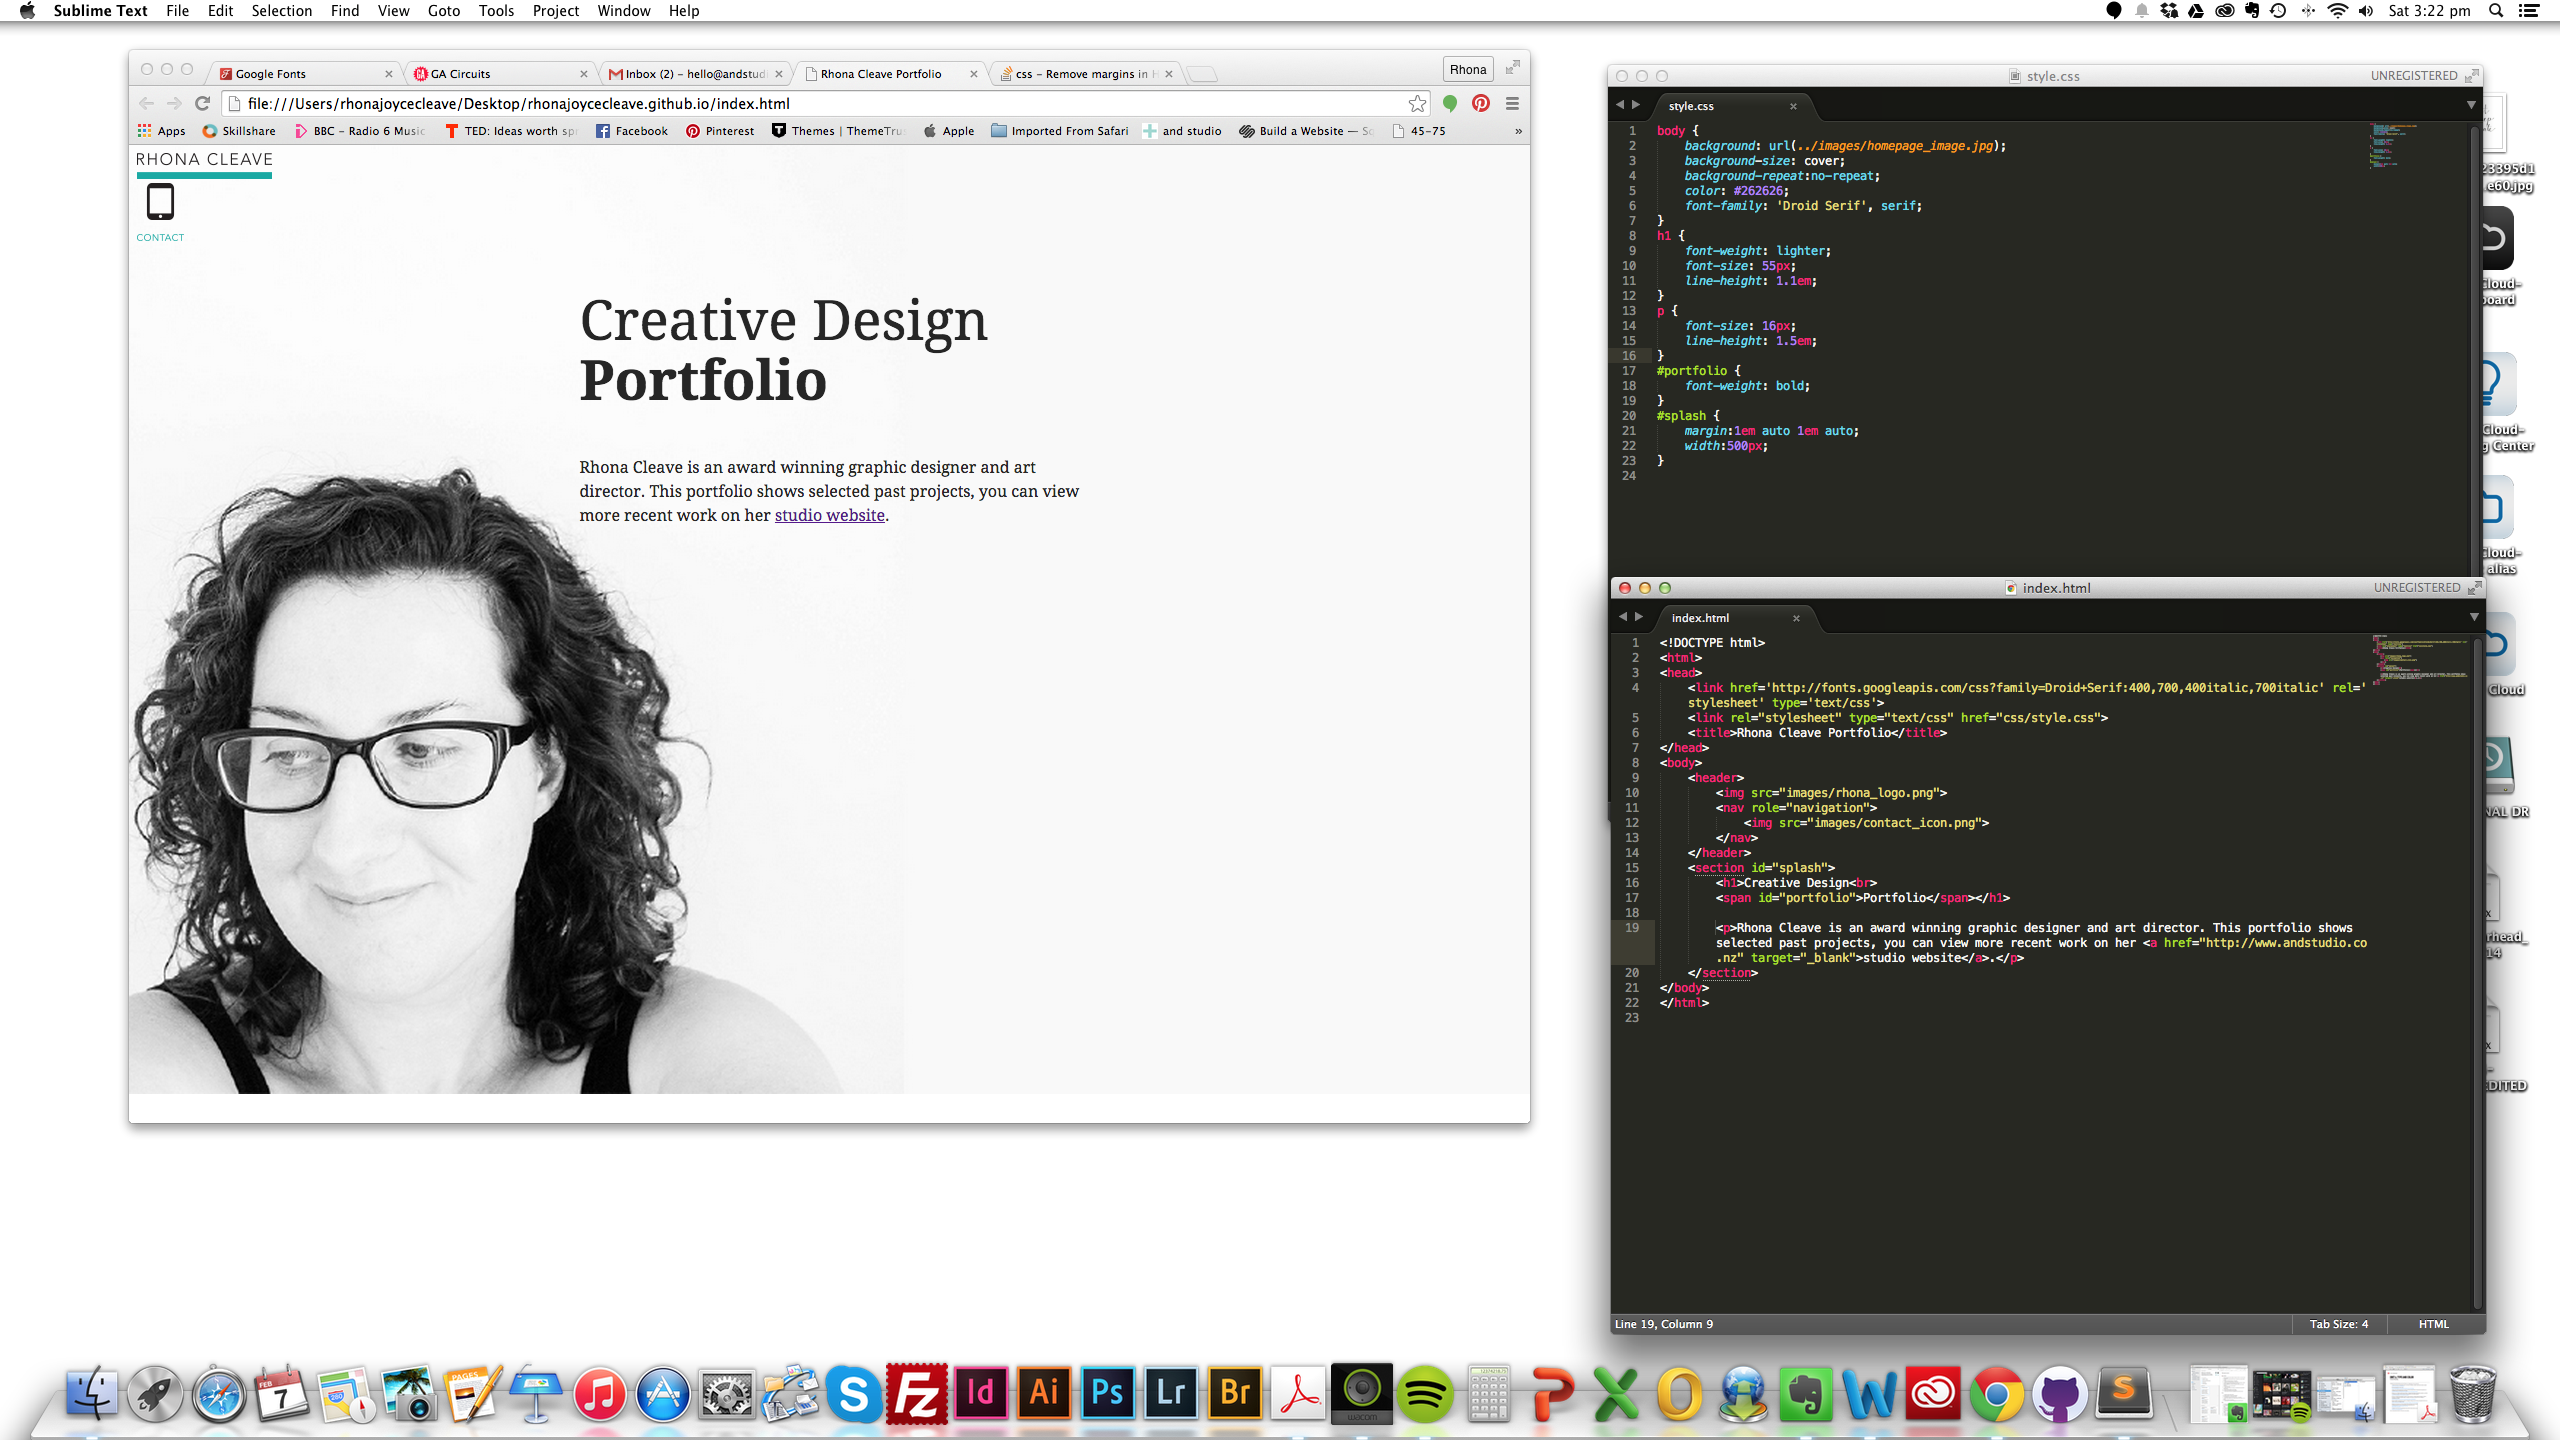 Sublime Text File Edit Selection Find View Goto Tools Project Window Help
Sat 3:22 pm
Google Fonts
GA Circuits
Inbox (2) – hello@andstud
Rhona Cleave Portfolio
css – Remove margins in H
Rhona
file:///Users/rhonajoycecleave/Desktop/rhonajoycecleave.github.io/index.html
Apps Skillshare BBC – Radio 6 Music TED: Ideas worth sp Facebook Pinterest Themes | ThemeTru Apple Imported From Safari and studio Build a Website — S 45-75 »
RHONA CLEAVE
CONTACT
Creative Design
Portfolio
Rhona Cleave is an award winning graphic designer and art
director. This portfolio shows selected past projects, you can view
more recent work on her studio website.
style.css
UNREGISTERED
style.css
1 body {
2 background: url(../images/homepage_image.jpg);
3 background-size: cover;
4 background-repeat:no-repeat;
5 color: #262626;
6 font-family: 'Droid Serif', serif;
7 }
8 h1 {
9 font-weight: lighter;
10 font-size: 55px;
11 line-height: 1.1em;
12 }
13 p {
14 font-size: 16px;
15 line-height: 1.5em;
16 }
17 #portfolio {
18 font-weight: bold;
19 }
20 #splash {
21 margin:1em auto 1em auto;
22 width:500px;
23 }
24
index.html
UNREGISTERED
index.html
1 <!DOCTYPE html>
2 <html>
3 <head>
4 <link href='http://fonts.googleapis.com/css?family=Droid+Serif:400,700,400italic,700italic' rel='
stylesheet' type='text/css'>
5 <link rel="stylesheet" type="text/css" href="css/style.css">
6 <title>Rhona Cleave Portfolio</title>
7 </head>
8 <body>
9 <header>
10 <img src="images/rhona_logo.png">
11 <nav role="navigation">
12 <img src="images/contact_icon.png">
13 </nav>
14 </header>
15 <section id="splash">
16 <h1>Creative Design<br>
17 <span id="portfolio">Portfolio</span></h1>
18
19 <p>Rhona Cleave is an award winning graphic designer and art director. This portfolio shows
selected past projects, you can view more recent work on her <a href="http://www.andstudio.co
.nz" target="_blank">studio website</a>.</p>
20 </section>
21 </body>
22 </html>
23
Line 19, Column 9
Tab Size: 4
HTML
23395d1
.e60.jpg
Cloud-
board
Cloud-
g Center
Cloud-
alias
Cloud
NAL DR
rhead_
14
EDITED
FEB
7
PAGES
280
S
Fz
Id
Ai
Ps
Lr
Br
wacom
P
X
O
W
S